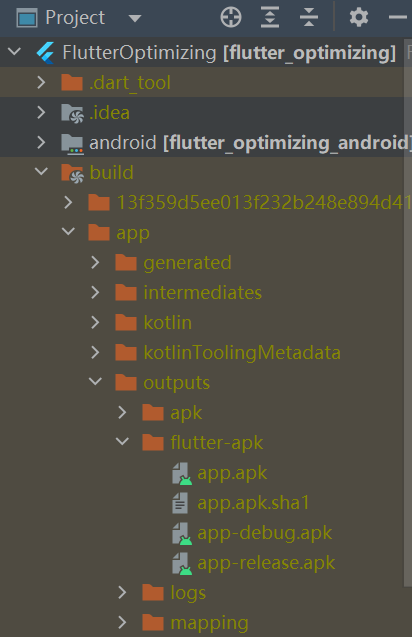 Project
FlutterOptimizing [flutter_optimizing]
.dart_tool
.idea
android [flutter_optimizing_android]
build
13f359d5ee013f232b248e894d41
app
generated
intermediates
kotlin
kotlinToolingMetadata
outputs
apk
flutter-apk
app.apk
app.apk.sha1
app-debug.apk
app-release.apk
logs
mapping